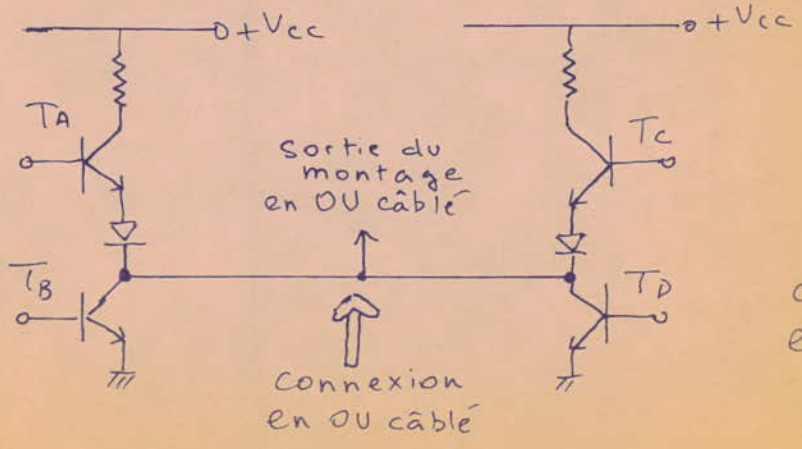 +Vcc
+Vcc
TA
Tc
Sortie du
montage
en OU câblé
TB
TD
Connexion
en OU câblé